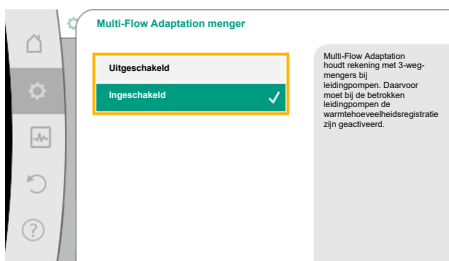 Multi-Flow Adaptation menger
Uitgeschakeld
Ingeschakeld
Multi-Flow Adaptation
houdt rekening met 3-weg-
mengers bij
leidingpompen. Daarvoor
moet bij de betrokken
leidingpompen de
warmtehoeveelheidsregistratie
zijn geactiveerd.
?